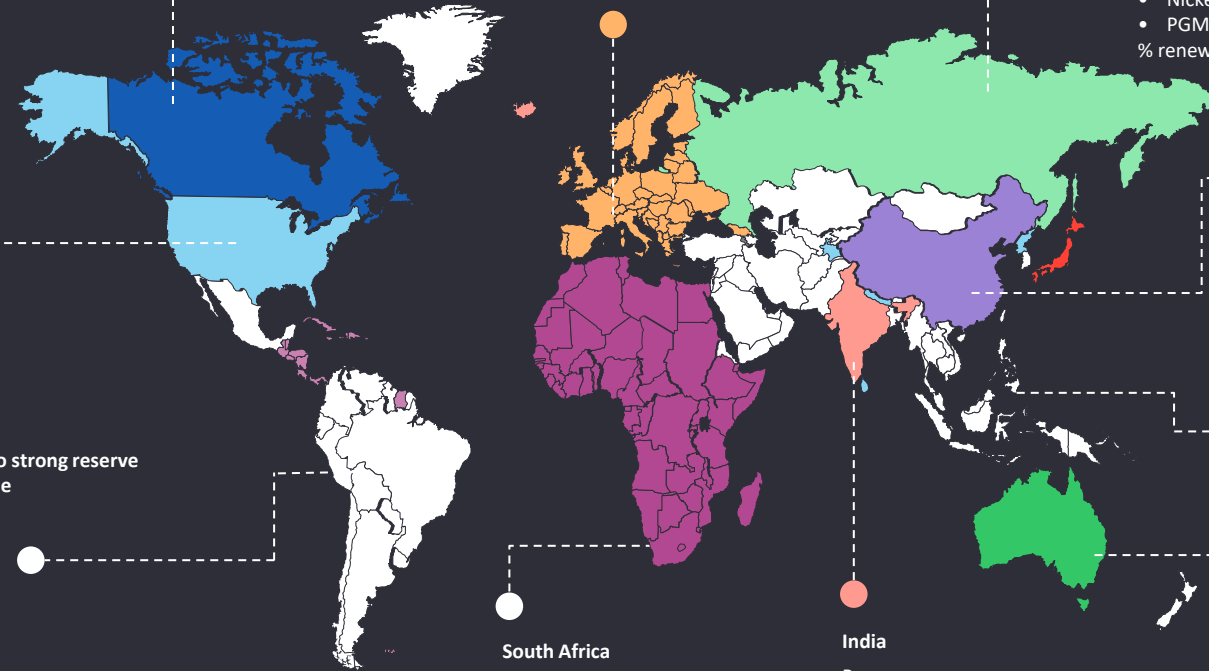 • PGM
% renew
o strong reserve
e
South Africa
India